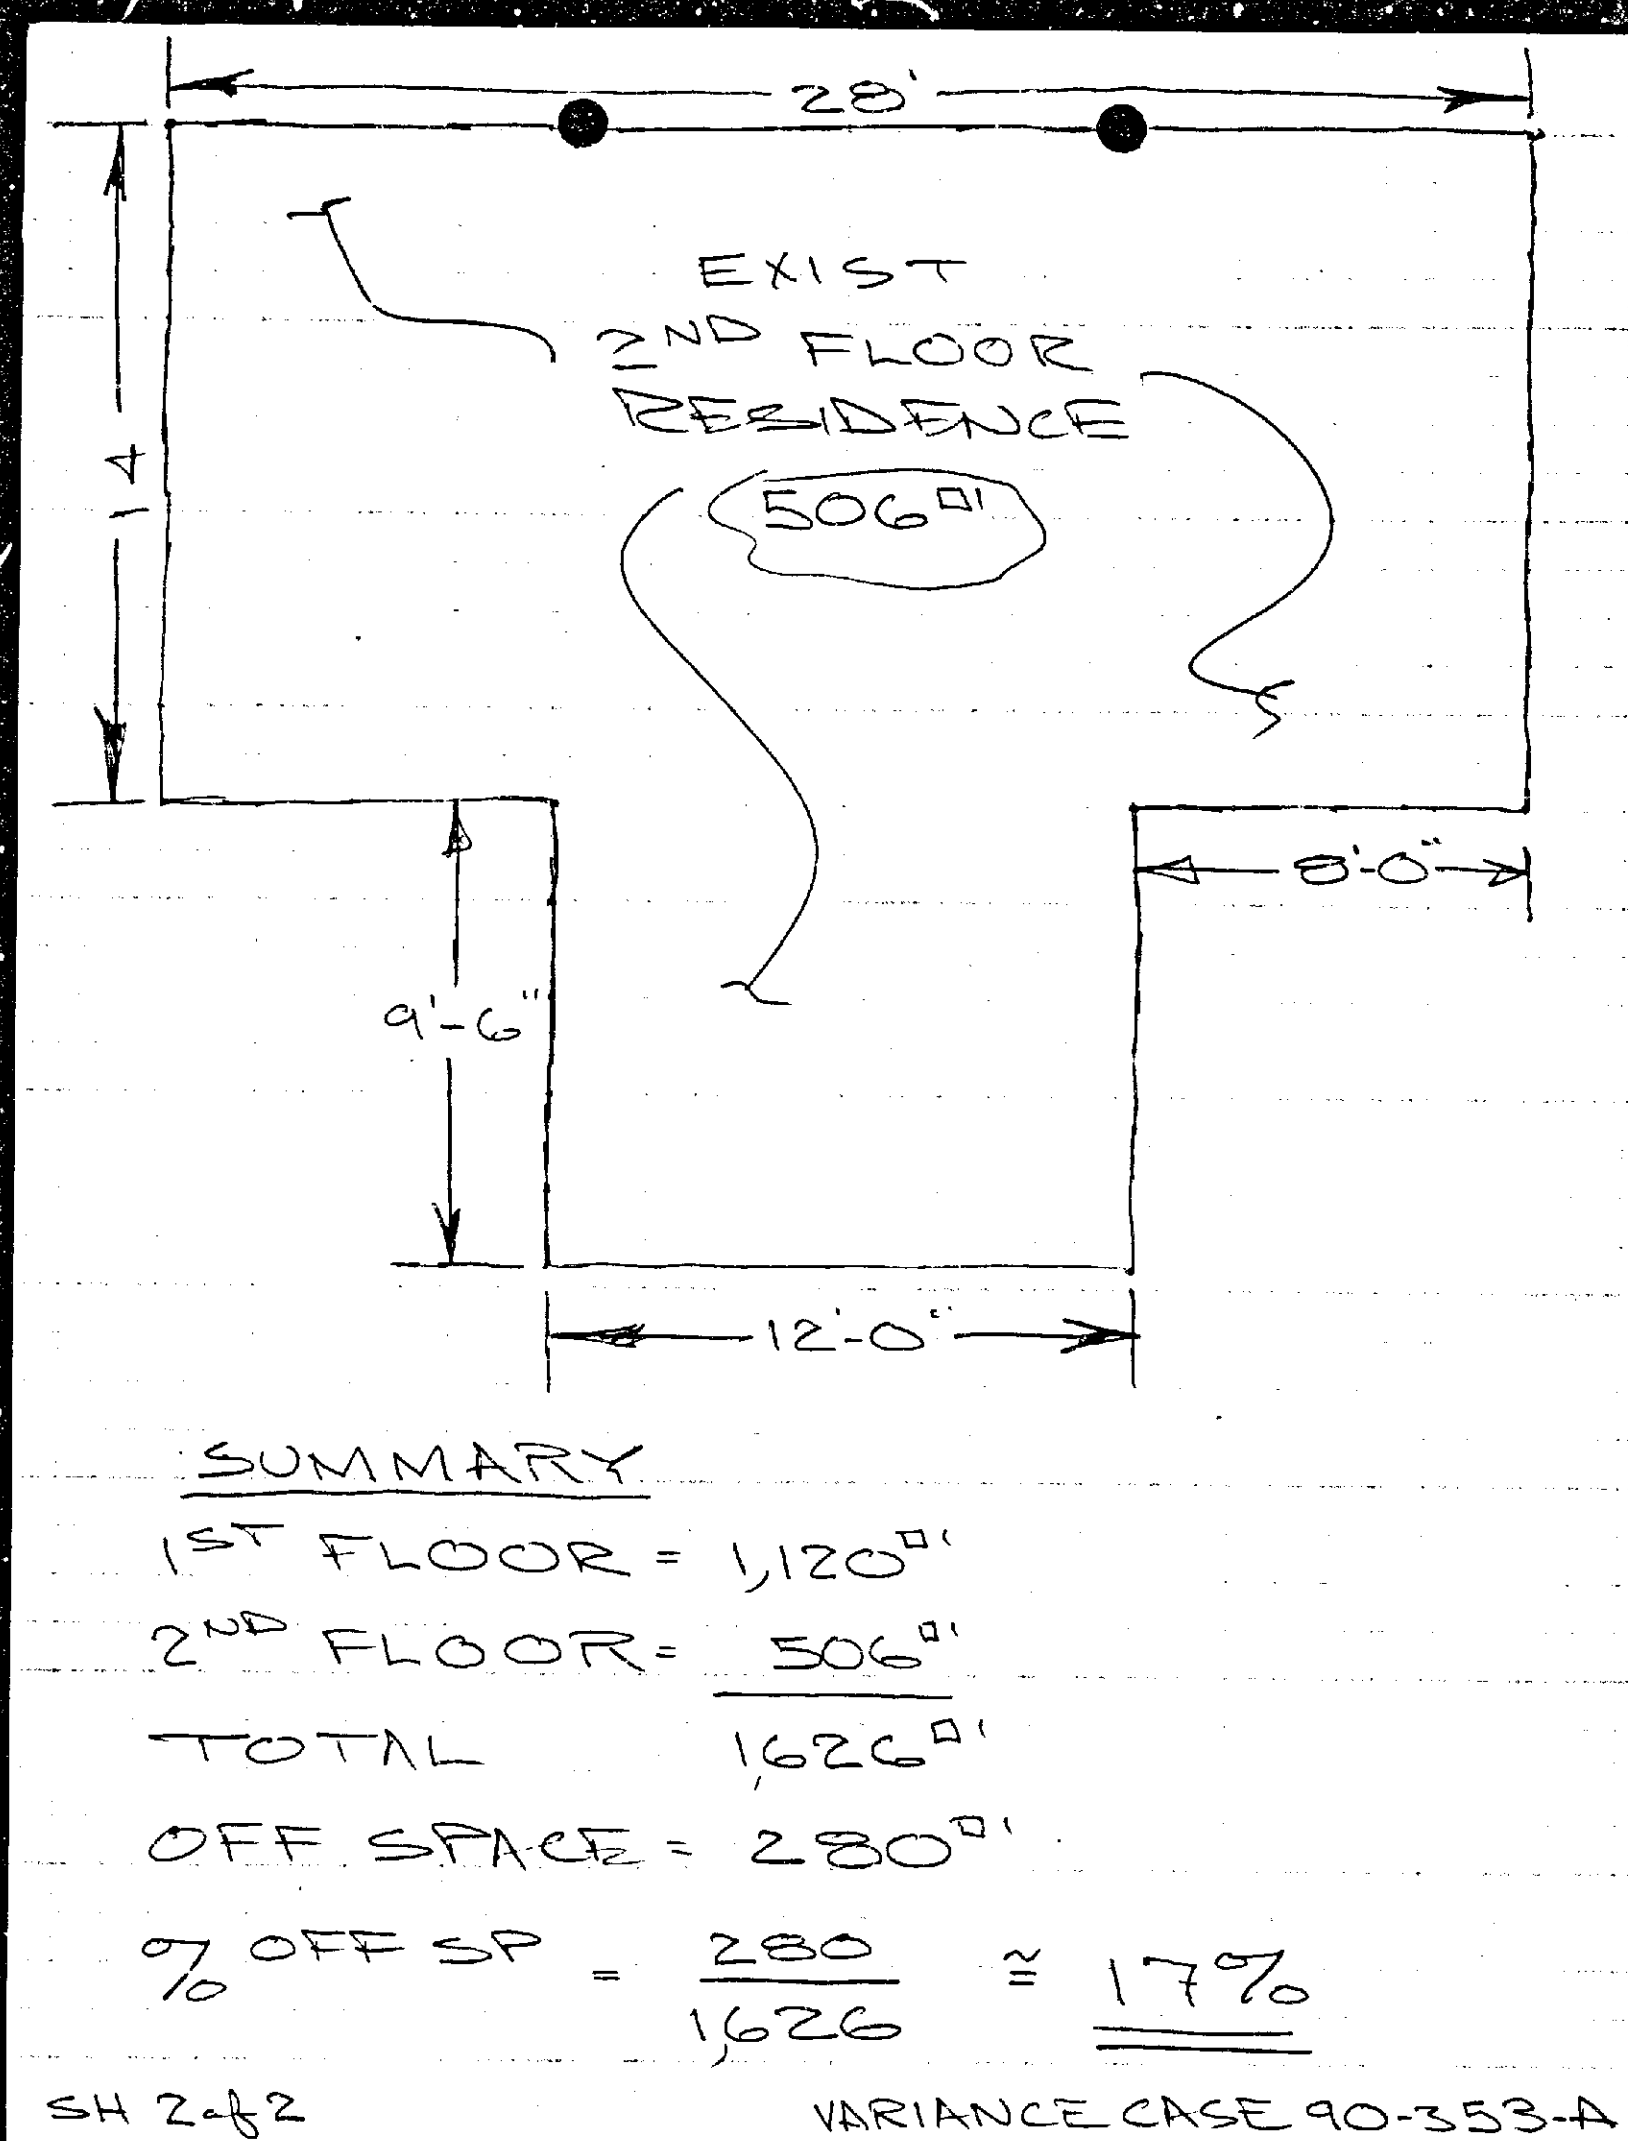 28'
EXIST
2ND FLOOR
RESIDENCE
506□'
14
8'-0"
9'-6"
12'-0"
SUMMARY
1ST FLOOR = 1,120□'
2ND FLOOR = 506□'
TOTAL 1,626□'
OFF SPACE = 280□'
% OFF SP = 280 / 1,626 ≅ 17%
SH 2 of 2
VARIANCE CASE 90-353-A